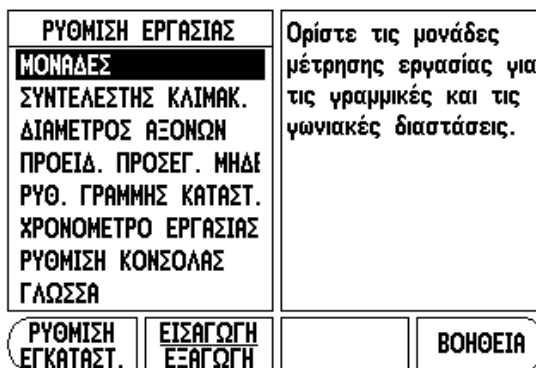 ΡΥΘΜΙΣΗ ΕΡΓΑΣΙΑΣ
ΜΟΝΑΔΕΣ
ΣΥΝΤΕΛΕΣΤΗΣ ΚΛΙΜΑΚ.
ΔΙΑΜΕΤΡΟΣ ΑΞΟΝΩΝ
ΠΡΟΕΙΔ. ΠΡΟΣΕΓ. ΜΗΔΕ
ΡΥΘ. ΓΡΑΜΜΗΣ ΚΑΤΑΣΤ.
ΧΡΟΝΟΜΕΤΡΟ ΕΡΓΑΣΙΑΣ
ΡΥΘΜΙΣΗ ΚΟΝΣΟΛΑΣ
ΓΛΩΣΣΑ
Ορίστε τις μονάδες
μέτρησης εργασίας για
τις γραμμικές και τις
γωνιακές διαστάσεις.
ΡΥΘΜΙΣΗ
ΕΓΚΑΤΑΣΤ.
ΕΙΣΑΓΩΓΗ
ΕΞΑΓΩΓΗ
ΒΟΗΘΕΙΑ